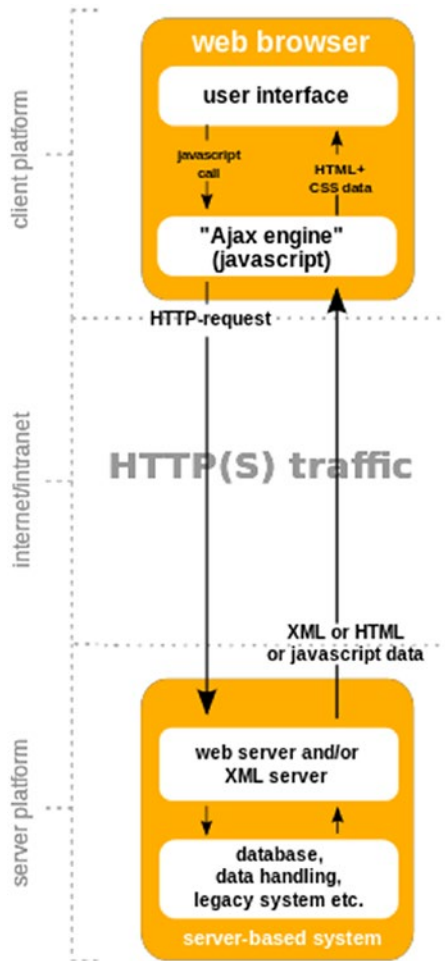 web browser
user interface
javascript
call
HTML+
CSS data
"Ajax engine"
(javascript)
HTTP-request
HTTP(S) traffic
XML or HTML
or javascript data
web server and/or
XML server
database,
data handling,
legacy system etc.
server-based system
client platform
internet/intranet
server platform